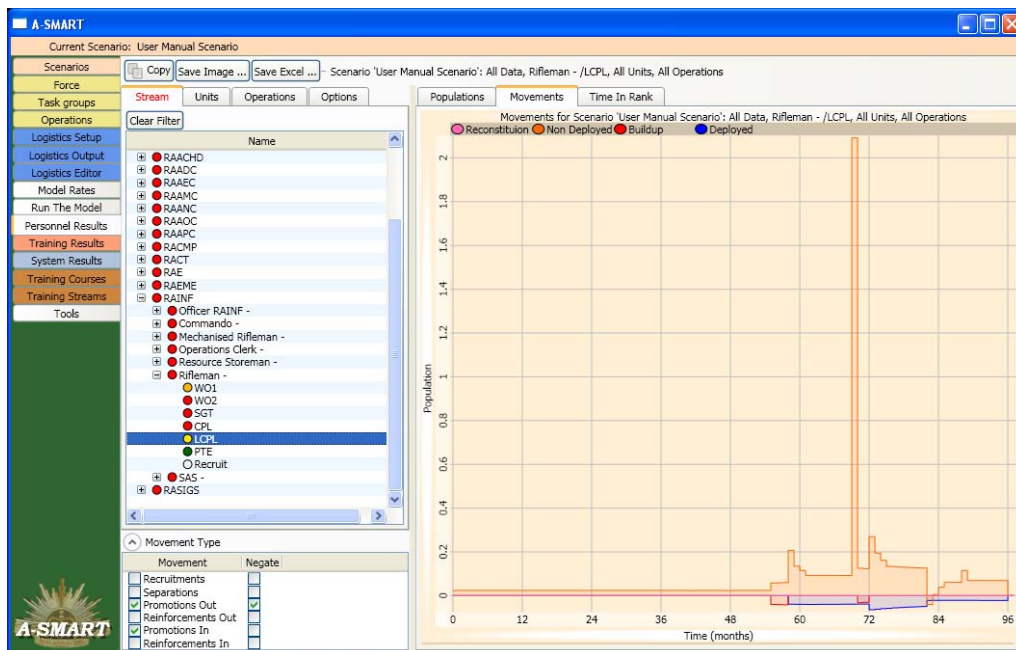 A-SMART
Current Scenario: User Manual Scenario
Scenarios
Force
Task groups
Operations
Logistics Setup
Logistics Output
Logistics Editor
Model Rates
Run The Model
Personnel Results
Training Results
System Results
Training Courses
Training Streams
Tools
A-SMART
Copy Save Image ... Save Excel ... - Scenario 'User Manual Scenario': All Data, Rifleman - /LCPL, All Units, All Operations
Stream Units Operations Options
Clear Filter
Name
RAACHD
RAADC
RAAEC
RAAMC
RAANC
RAAOC
RAAPC
RACMP
RACT
RAE
RAEME
RAINF
Officer RAINF -
Commando -
Mechanised Rifleman -
Operations Clerk -
Resource Storeman -
Rifleman -
WO1
WO2
SGT
CPL
LCPL
PTE
Recruit
SAS -
RASIGS
Movement Type
Movement Negate
Recruitments
Separations
Promotions Out
Reinforcements Out
Promotions In
Reinforcements In
Populations Movements Time In Rank
Movements for Scenario 'User Manual Scenario': All Data, Rifleman - /LCPL, All Units, All Operations
Reconstituion Non Deployed Buildup Deployed
Population
2
1.8
1.6
1.4
1.2
1
0.8
0.6
0.4
0.2
0
0 12 24 36 48 60 72 84 96
Time (months)